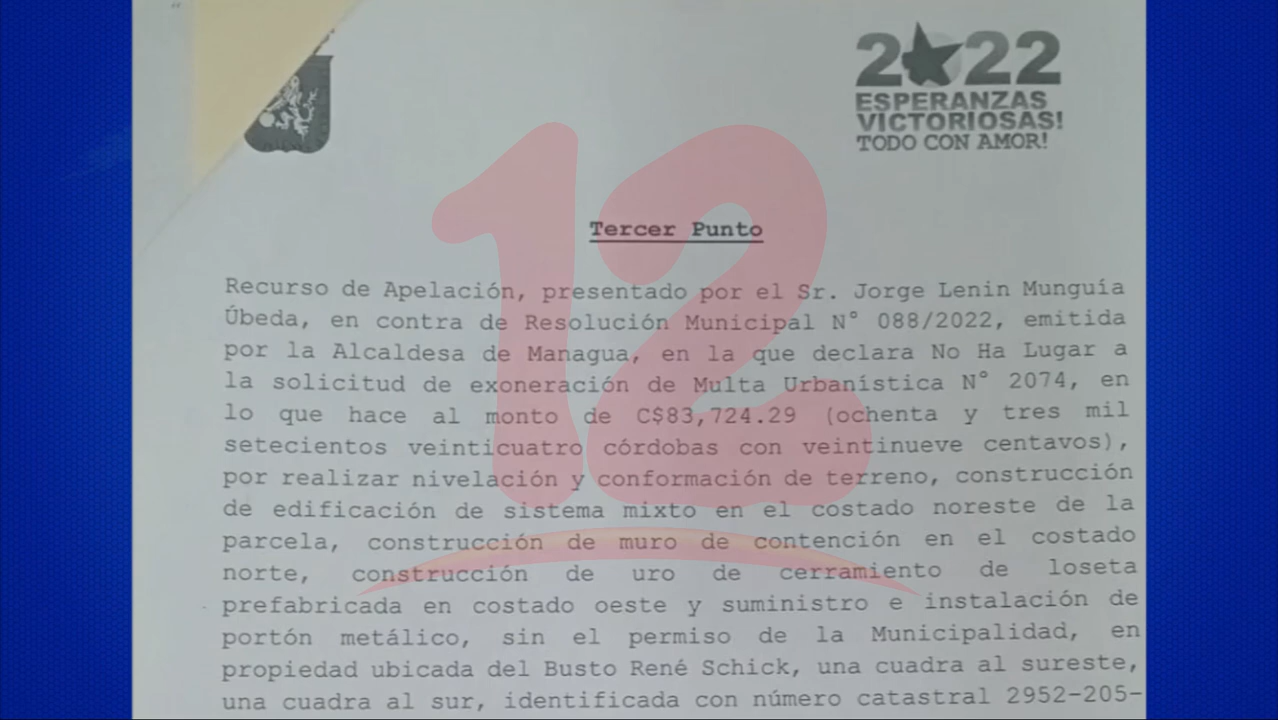 2022
ESPERANZAS
VICTORIOSAS!
TODO CON AMOR!
12
Tercer Punto
Recurso de Apelación, presentado por el Sr. Jorge Lenin Munguía
Úbeda, en contra de Resolución Municipal N° 088/2022, emitida
por la Alcaldesa de Managua, en la que declara No Ha Lugar a
la solicitud de exoneración de Multa Urbanística N° 2074, en
lo que hace al monto de C$83,724.29 (ochenta y tres mil
setecientos veinticuatro córdobas con veintinueve centavos),
por realizar nivelación y conformación de terreno, construcción
de edificación de sistema mixto en el costado noreste de la
parcela, construcción de muro de contención en el costado
norte, construcción de uro de cerramiento de loseta
prefabricada en costado oeste y suministro e instalación de
portón metálico, sin el permiso de la Municipalidad, en
propiedad ubicada del Busto René Schick, una cuadra al sureste,
una cuadra al sur, identificada con número catastral 2952-205-